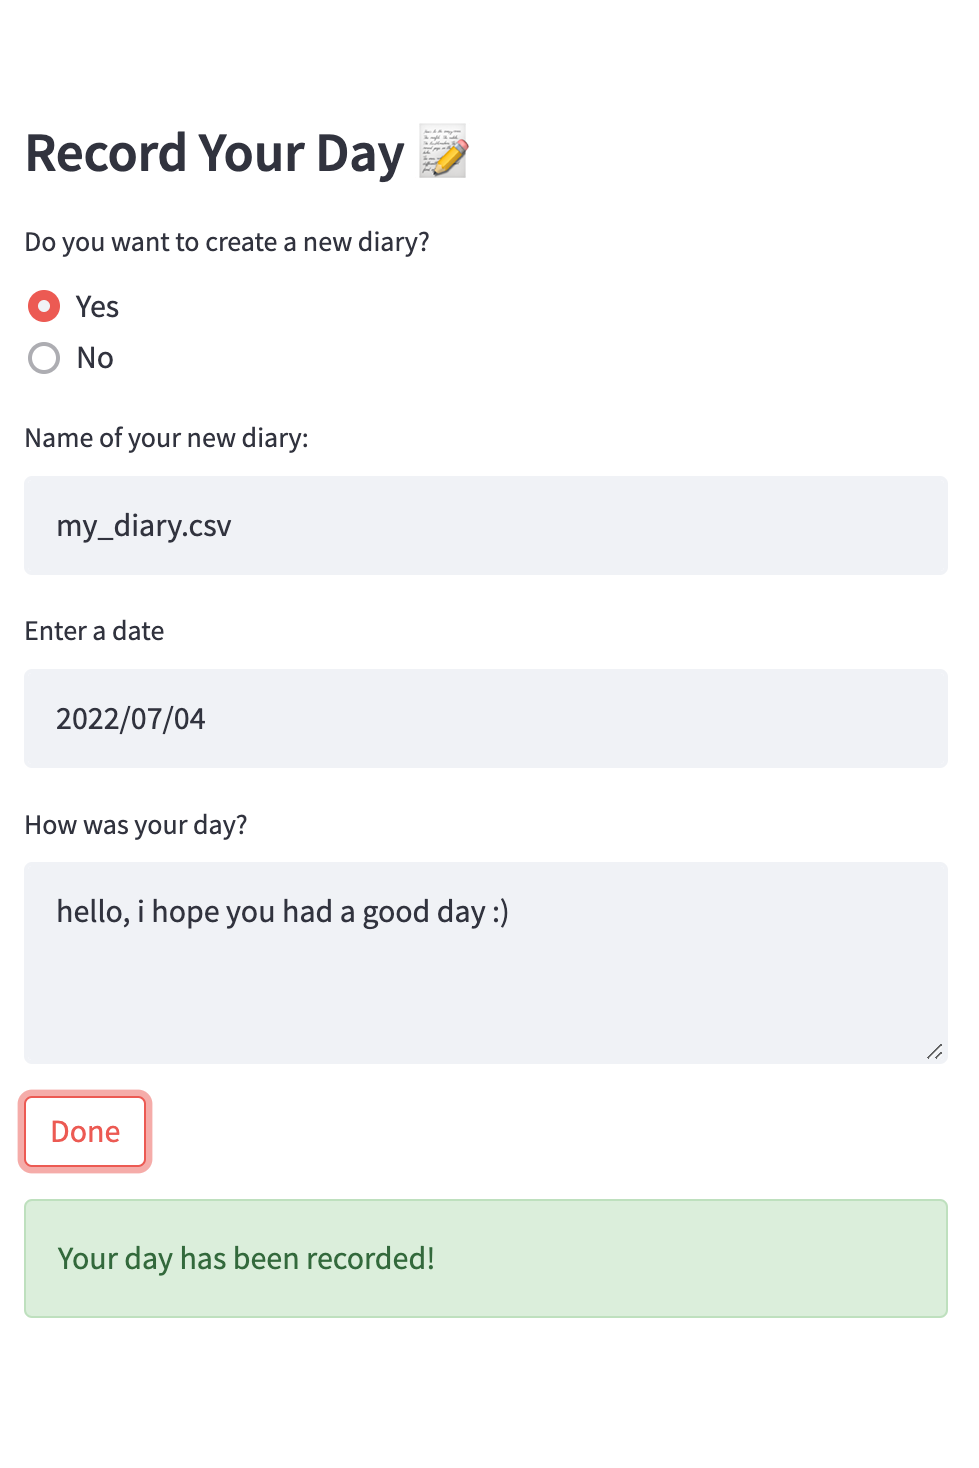 Record Your Day 📝
Do you want to create a new diary?
Yes
No
Name of your new diary:
my_diary.csv
Enter a date
2022/07/04
How was your day?
hello, i hope you had a good day :)
Done
Your day has been recorded!